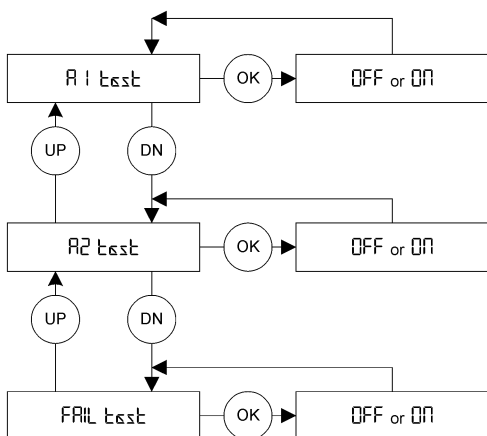 A1 test
OK
OFF or ON
UP
DN
A2 test
OK
OFF or ON
UP
DN
FAIL test
OK
OFF or ON